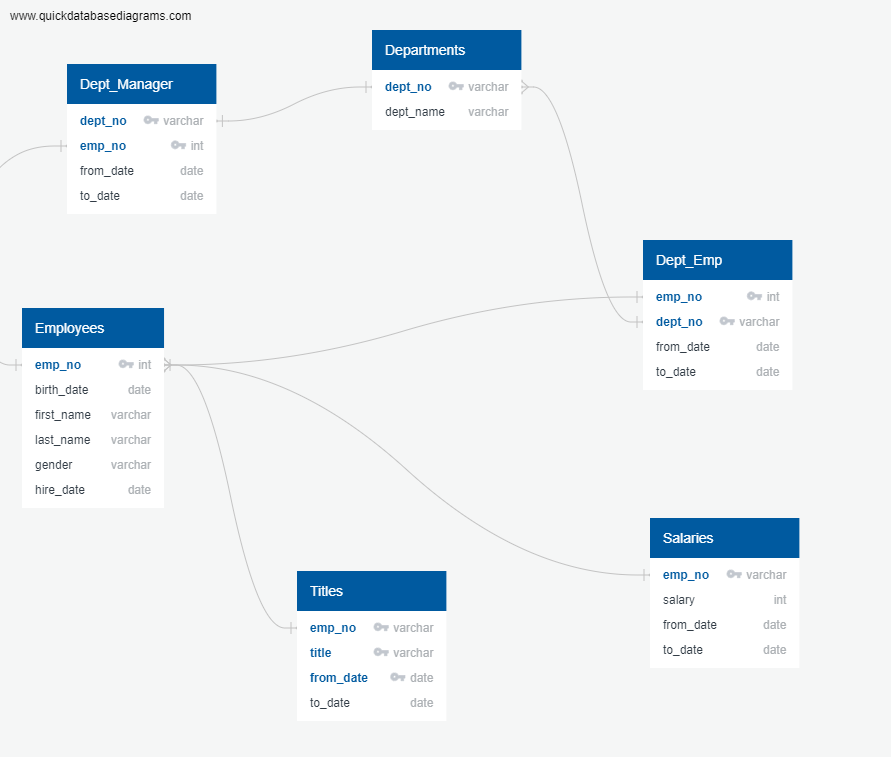 www.quickdatabasediagrams.com
Departments
dept_no varchar
dept_name varchar
Dept_Manager
dept_no varchar
emp_no int
from_date date
to_date date
Dept_Emp
emp_no int
dept_no varchar
from_date date
to_date date
Employees
emp_no int
birth_date date
first_name varchar
last_name varchar
gender varchar
hire_date date
Salaries
emp_no varchar
salary int
from_date date
to_date date
Titles
emp_no varchar
title varchar
from_date date
to_date date